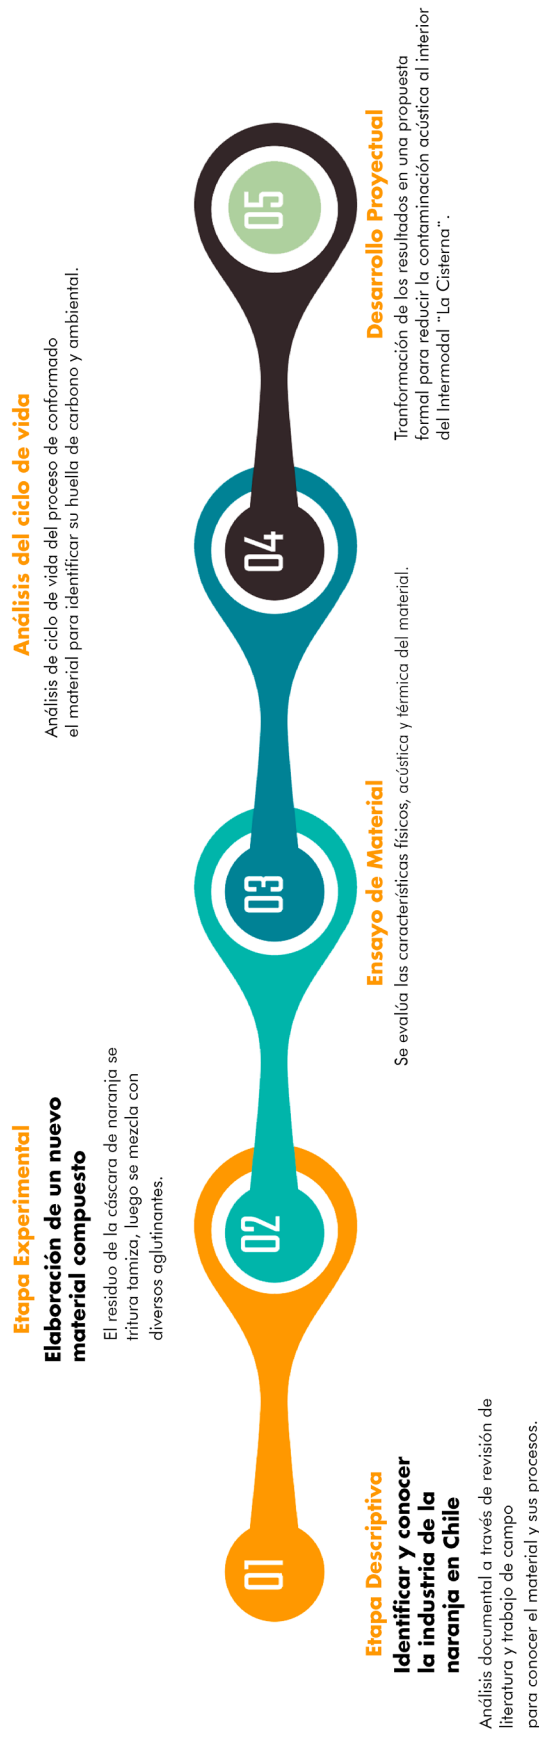 01
Etapa Descriptiva
Identificar y conocer
la industria de la
naranja en Chile
Análisis documental a través de revisión de
literatura y trabajo de campo
para conocer el material y sus procesos.
02
Etapa Experimental
Elaboración de un nuevo
material compuesto
El residuo de la cáscara de naranja se
tritura tamiza, luego se mezcla con
diversos aglutinantes.
03
Ensayo de Material
Se evalúa las características físicos, acústica y térmica del material.
04
Análisis del ciclo de vida
Análisis de ciclo de vida del proceso de conformado
el material para identificar su huella de carbono y ambiental.
05
Desarrollo Proyectual
Tranformación de los resultados en una propuesta
formal para reducir la contaminación acústica al interior
del Intermodal ¨La Cisterna¨.